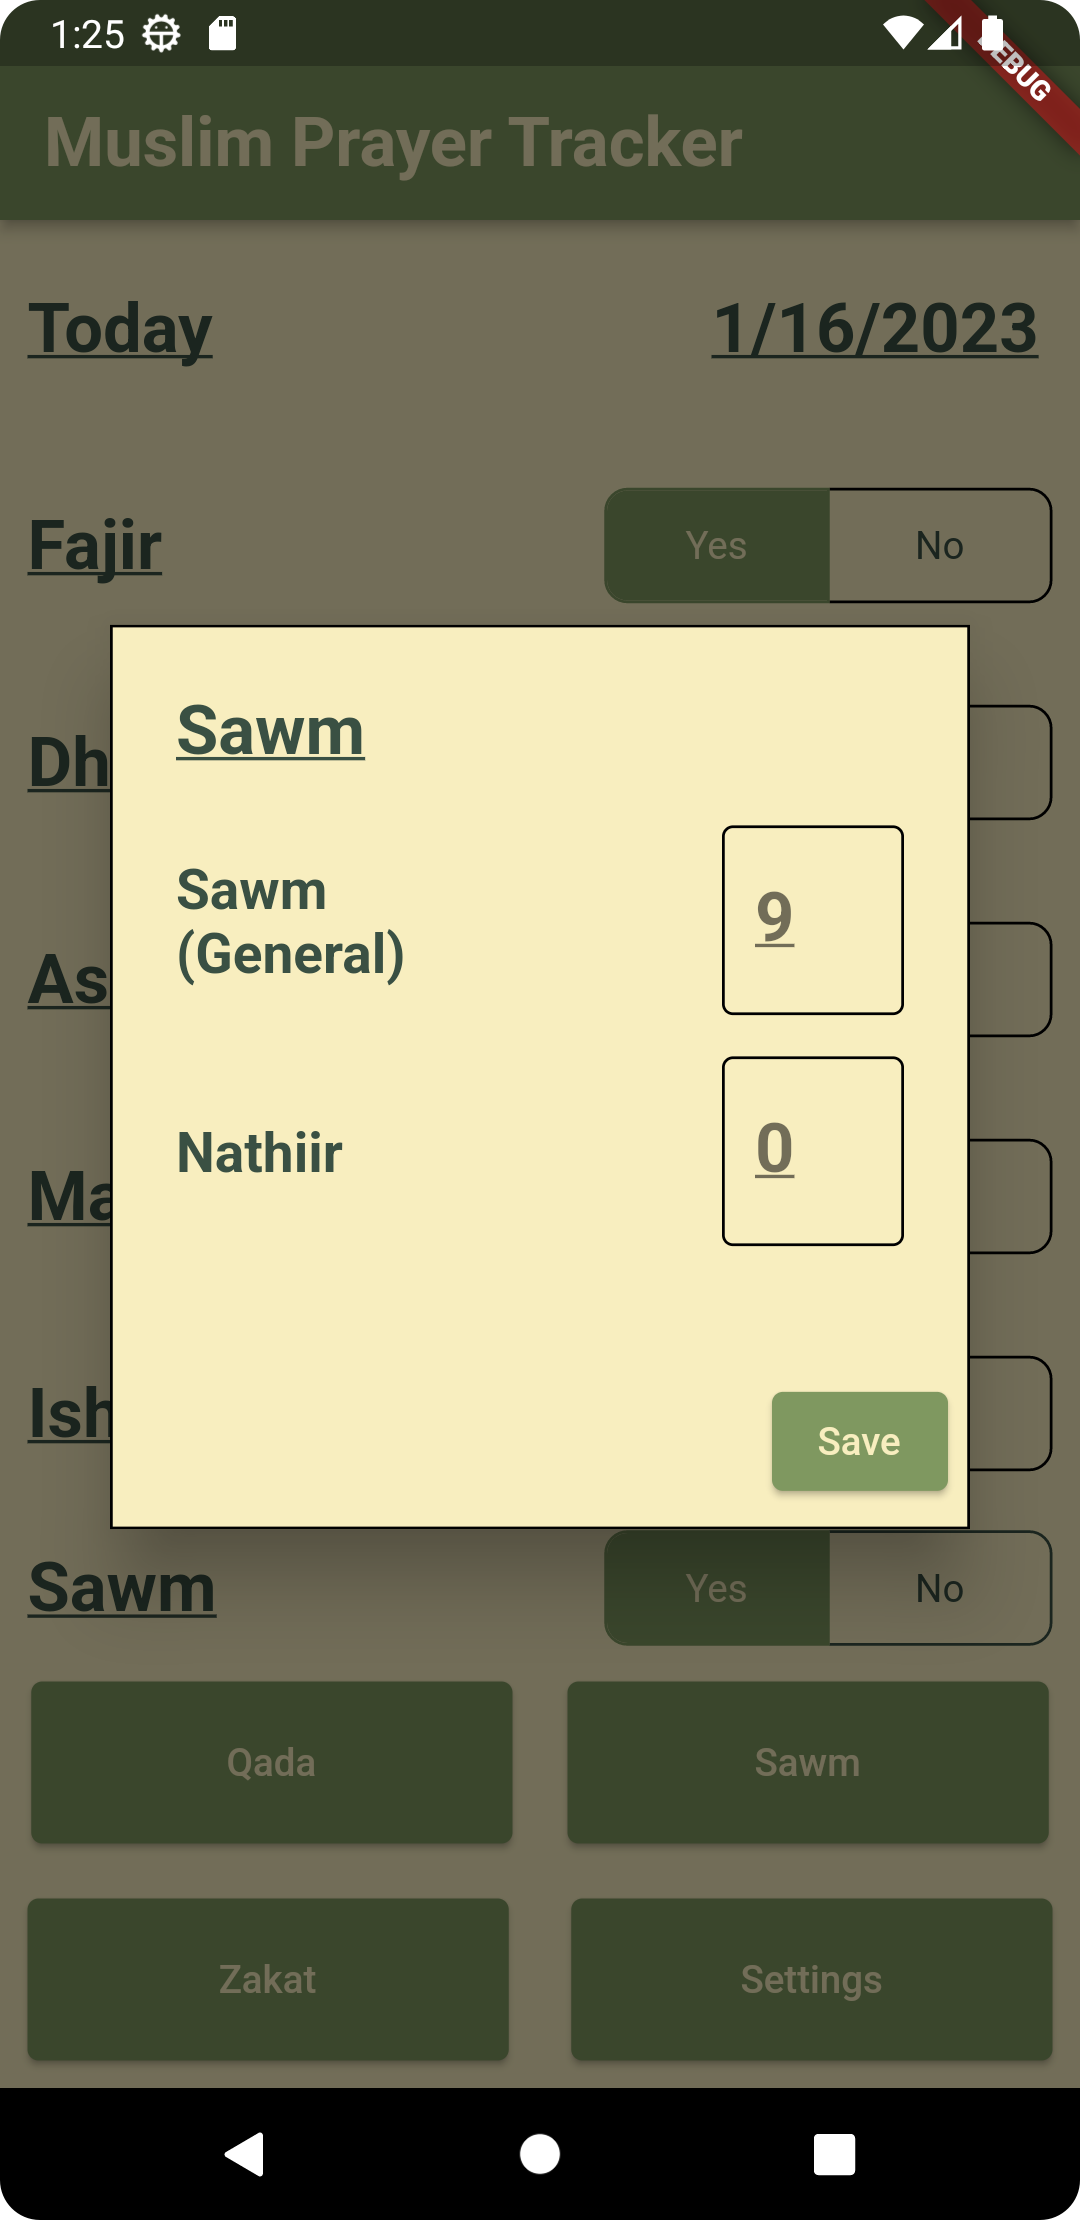 1:25
DEBUG
Muslim Prayer Tracker
Today 1/16/2023
Fajir Yes No
Dh
Sawm
Sawm
(General) 9
As
Nathiir 0
Ma
Ish
Save
Sawm Yes No
Qada Sawm
Zakat Settings